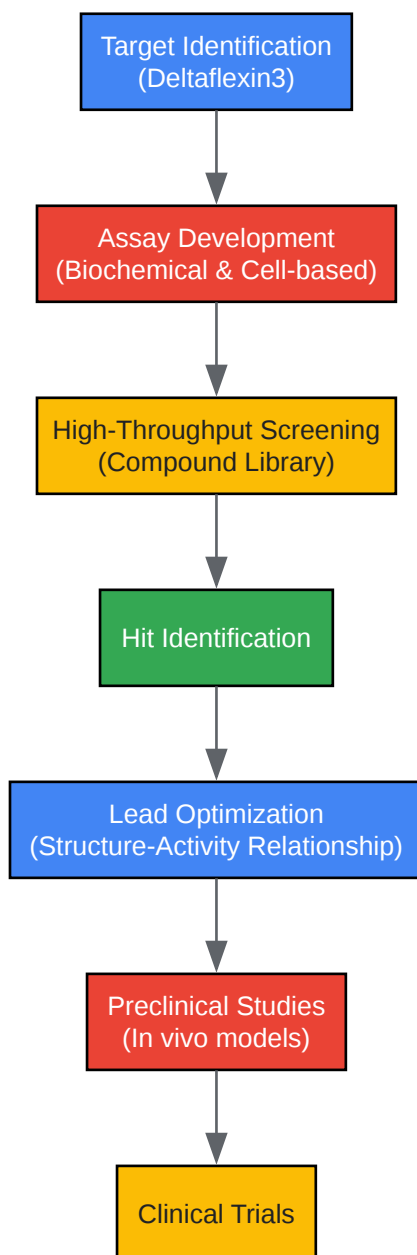 Target Identification
(Deltaflexin3)
Assay Development
(Biochemical & Cell-based)
High-Throughput Screening
(Compound Library)
Hit Identification
Lead Optimization
(Structure-Activity Relationship)
Preclinical Studies
(In vivo models)
Clinical Trials